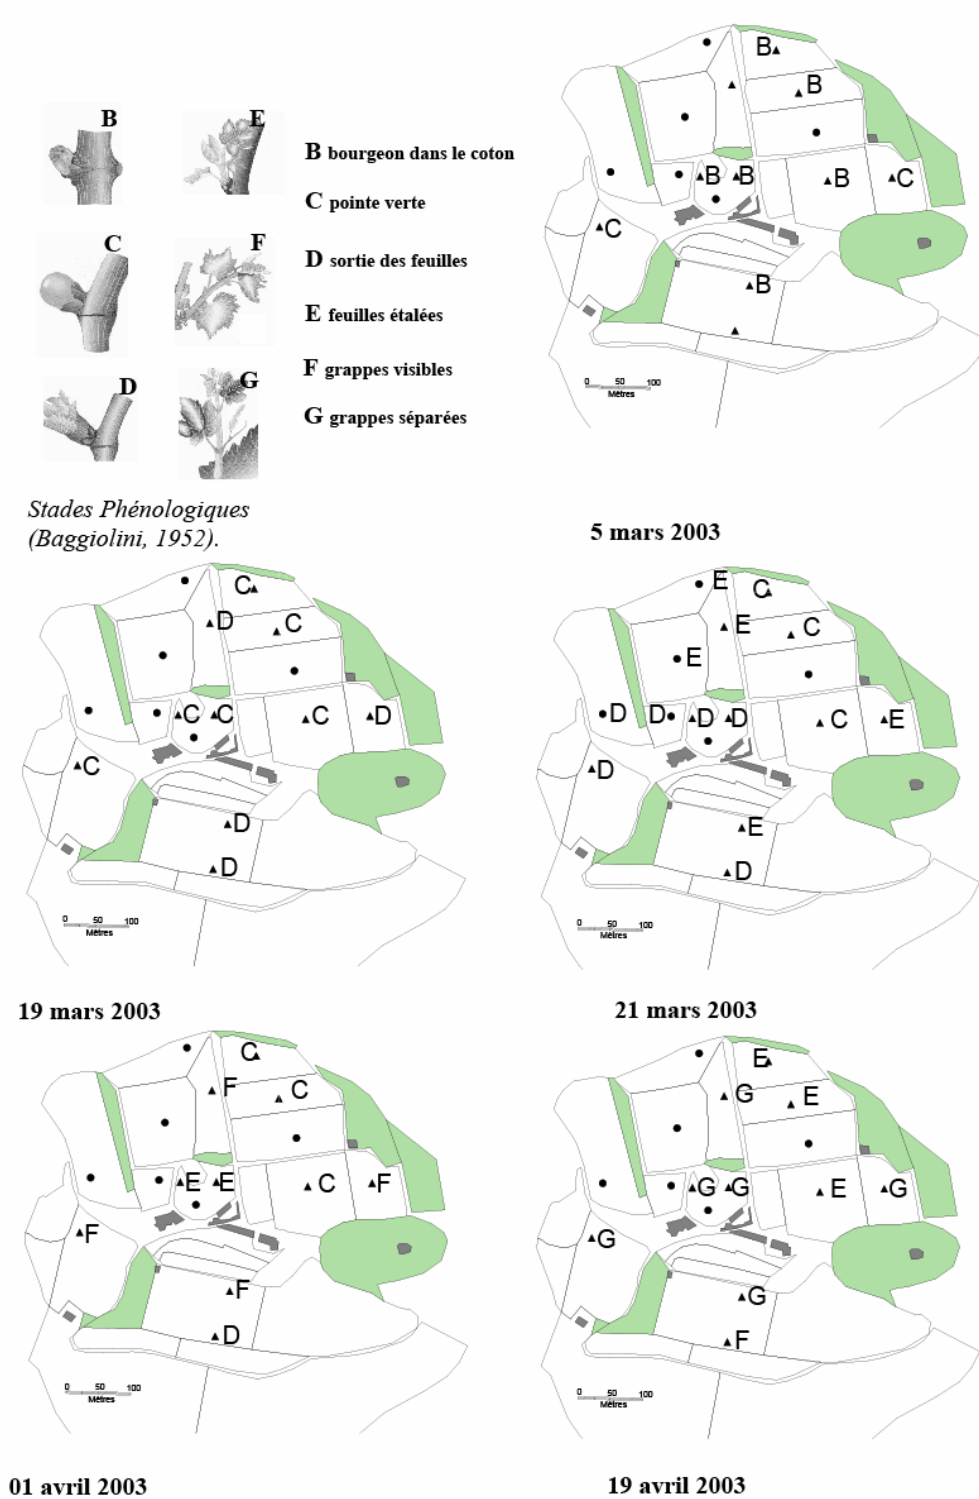 B
E
B bourgeon dans le coton
C pointe verte
C
F
D sortie des feuilles
E feuilles étalées
F grappes visibles
D
G
G grappes séparées
Stades Phénologiques
(Baggiolini, 1952).
B
B
B
B
B
C
C
B
0 50 100
Mètres
5 mars 2003
C
D
C
C
C
C
D
C
D
D
0 50 100
Mètres
19 mars 2003
E
C
E
C
E
D
D
D
D
C
E
D
E
D
0 50 100
Mètres
21 mars 2003
C
F
C
E
E
C
F
F
F
D
0 50 100
Mètres
01 avril 2003
E
G
E
G
G
E
G
G
G
F
0 50 100
Mètres
19 avril 2003